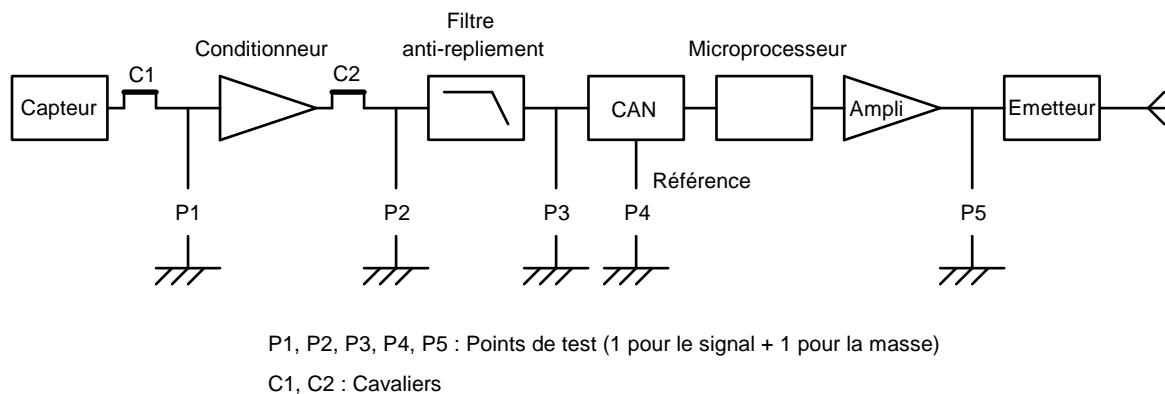 Filtre
anti-repliement
Conditionneur
Microprocesseur
C1
C2
Capteur
CAN
Ampli
Emetteur
Référence
P1
P2
P3
P4
P5
P1, P2, P3, P4, P5 : Points de test (1 pour le signal + 1 pour la masse)
C1, C2 : Cavaliers